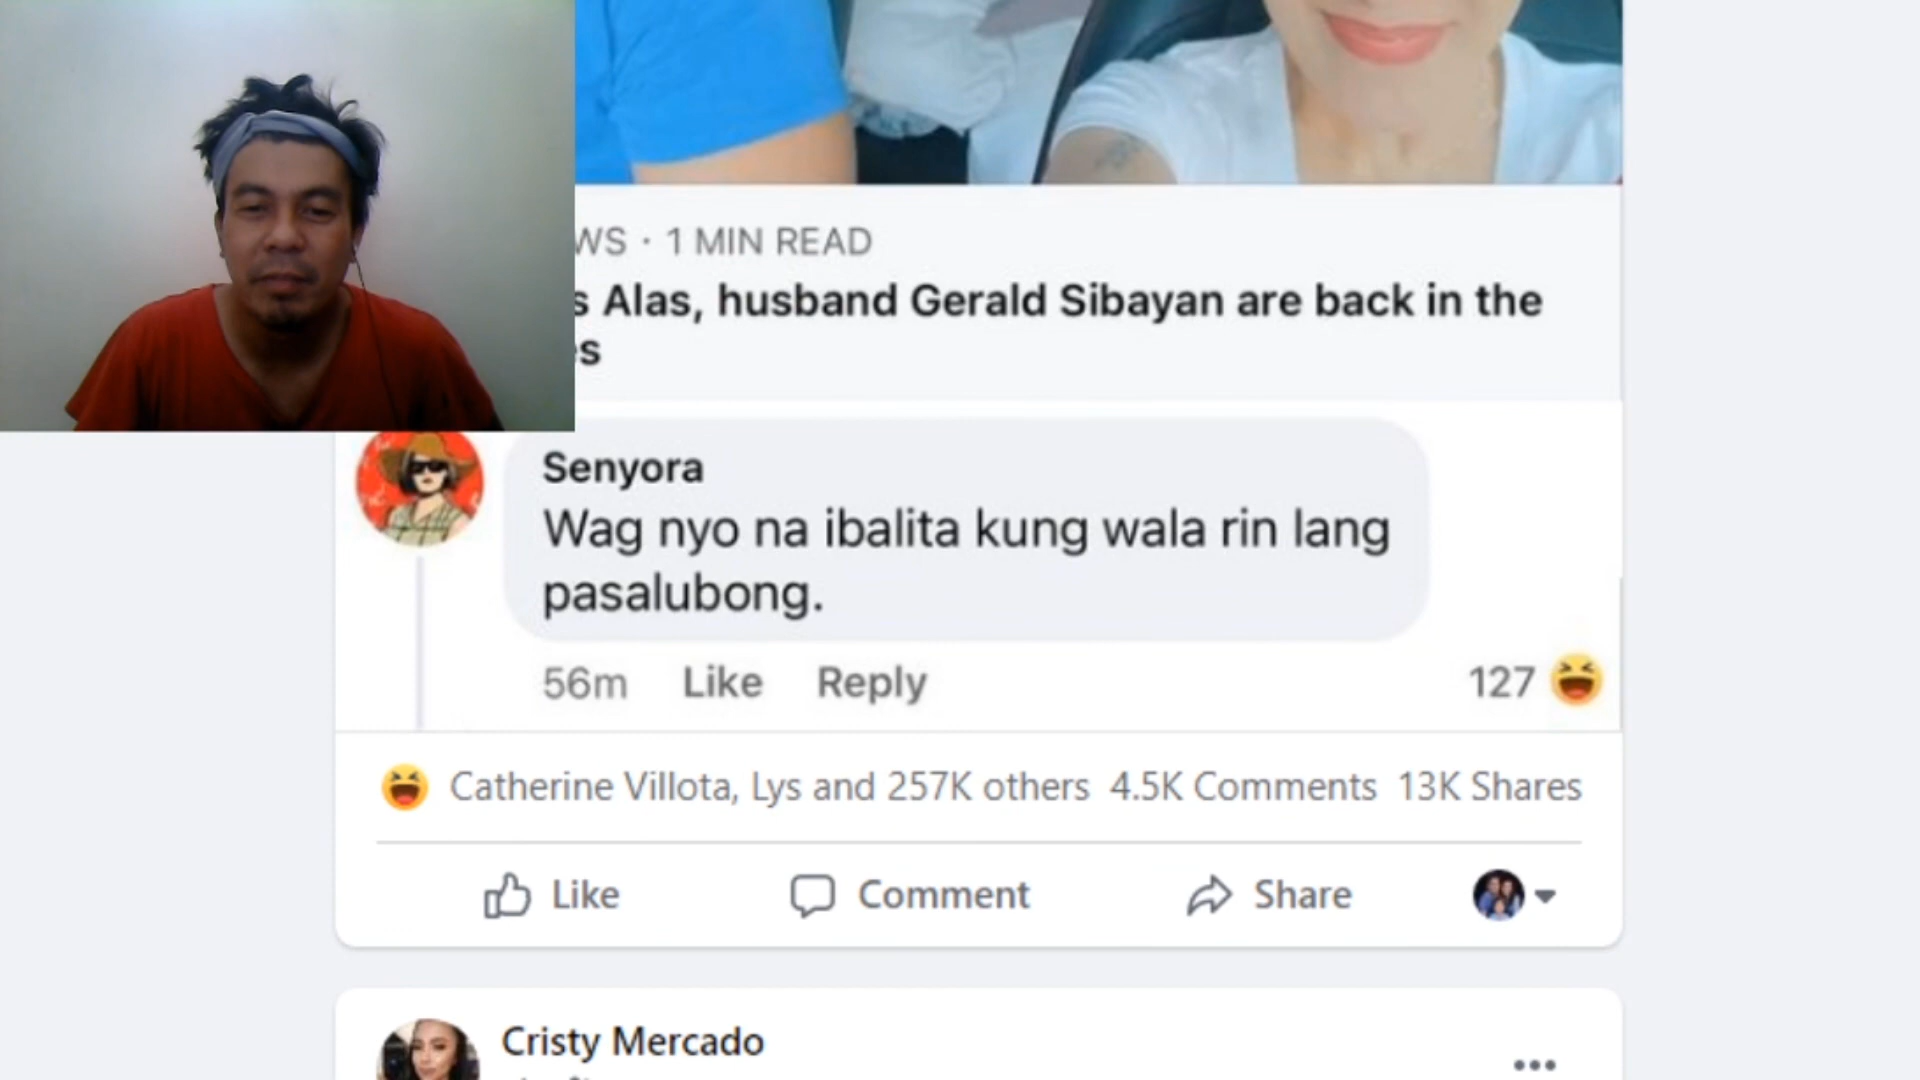 WS · 1 MIN READ
s Alas, husband Gerald Sibayan are back in the
s
Senyora
Wag nyo na ibalita kung wala rin lang
pasalubong.
56m Like Reply 127
Catherine Villota, Lys and 257K others 4.5K Comments 13K Shares
Like Comment Share
Cristy Mercado